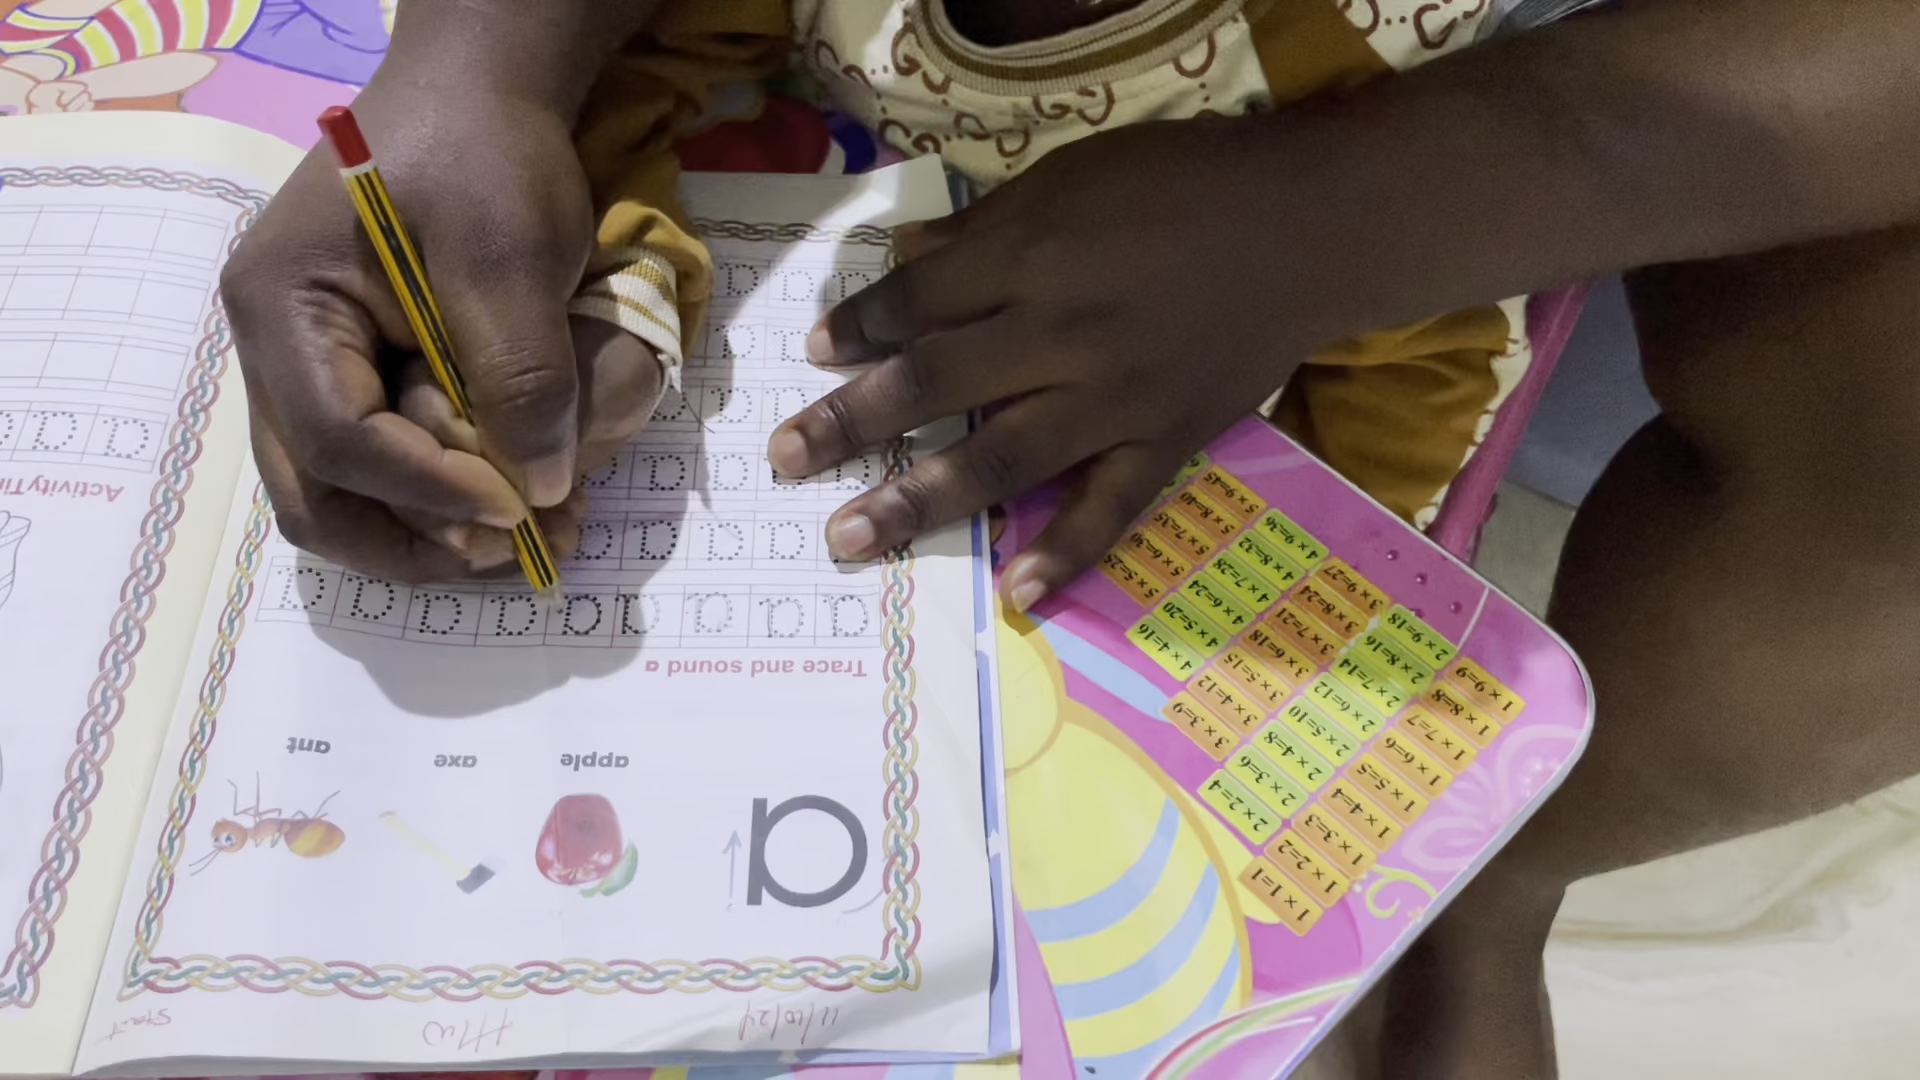 Start H/W 11/10/24
a
apple axe ant
Trace and sound a
a a a a a a a a a
1 × 1=1
1 × 2=2
1 × 3=3
1 × 4=4
1 × 5=5
1 × 6=6
1 × 7=7
1 × 8=8
1 × 9=9
2 × 2=4
2 × 3=6
2 × 4=8
2 × 5=10
2 × 6=12
2 × 7=14
2 × 8=16
2 × 9=18
3 × 3=9
3 × 4=12
3 × 5=15
3 × 6=18
3 × 7=21
3 × 8=24
3 × 9=27
4 × 4=16
4 × 5=20
4 × 6=24
4 × 7=28
4 × 8=32
4 × 9=36
5 × 5=25
5 × 6=30
5 × 7=35
5 × 8=40
5 × 9=45